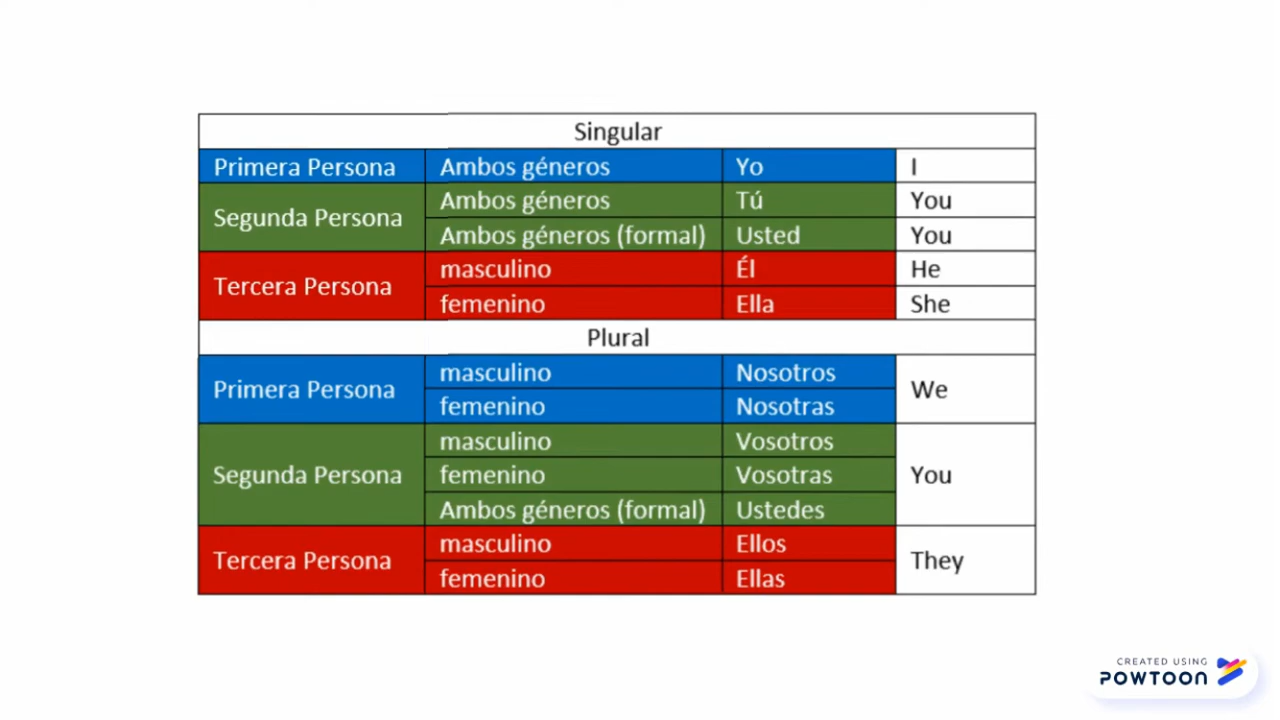 Singular
Primera Persona Ambos géneros Yo I
Segunda Persona Ambos géneros Tú You
Ambos géneros (formal) Usted You
Tercera Persona masculino Él He
femenino Ella She
Plural
Primera Persona masculino Nosotros We
femenino Nosotras
Segunda Persona masculino Vosotros You
femenino Vosotras
Ambos géneros (formal) Ustedes
Tercera Persona masculino Ellos They
femenino Ellas
CREATED USING
POWTOON